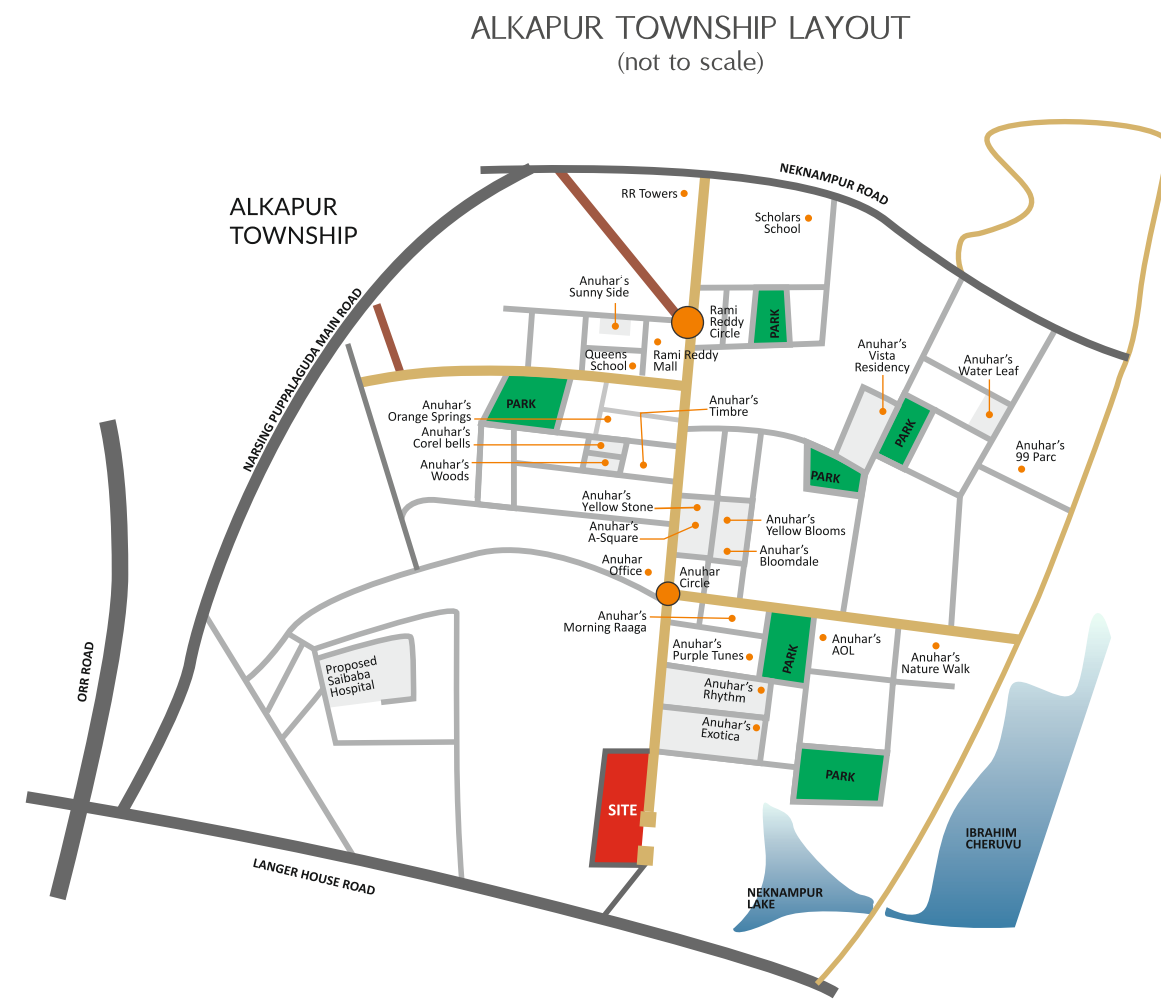 ALKAPUR TOWNSHIP LAYOUT
(not to scale)
NEKNAMPUR ROAD
ALKAPUR
TOWNSHIP
RR Towers
Scholars
School
Anuhar´s
Sunny Side
NARSING PUPPALAGUDA MAIN ROAD
Rami
Reddy
Circle
PARK
Queens
School
Rami Reddy
Mall
Anuhar’s
Vista
Residency
Anuhar’s
Water Leaf
PARK
Anuhar’s
Orange Springs
Anuhar’s
Timbre
Anuhar’s
Corel bells
Anuhar’s
Woods
PARK
Anuhar’s
99 Parc
PARK
Anuhar’s
Yellow Stone
Anuhar’s
A-Square
Anuhar’s
Yellow Blooms
Anuhar’s
Bloomdale
Anuhar
Office
Anuhar
Circle
Anuhar’s
Morning Raaga
Anuhar’s
Purple Tunes
PARK
Anuhar’s
AOL
Anuhar’s
Nature Walk
ORR ROAD
Proposed
Saibaba
Hospital
Anuhar’s
Rhythm
Anuhar’s
Exotica
PARK
SITE
IBRAHIM
CHERUVU
LANGER HOUSE ROAD
NEKNAMPUR
LAKE